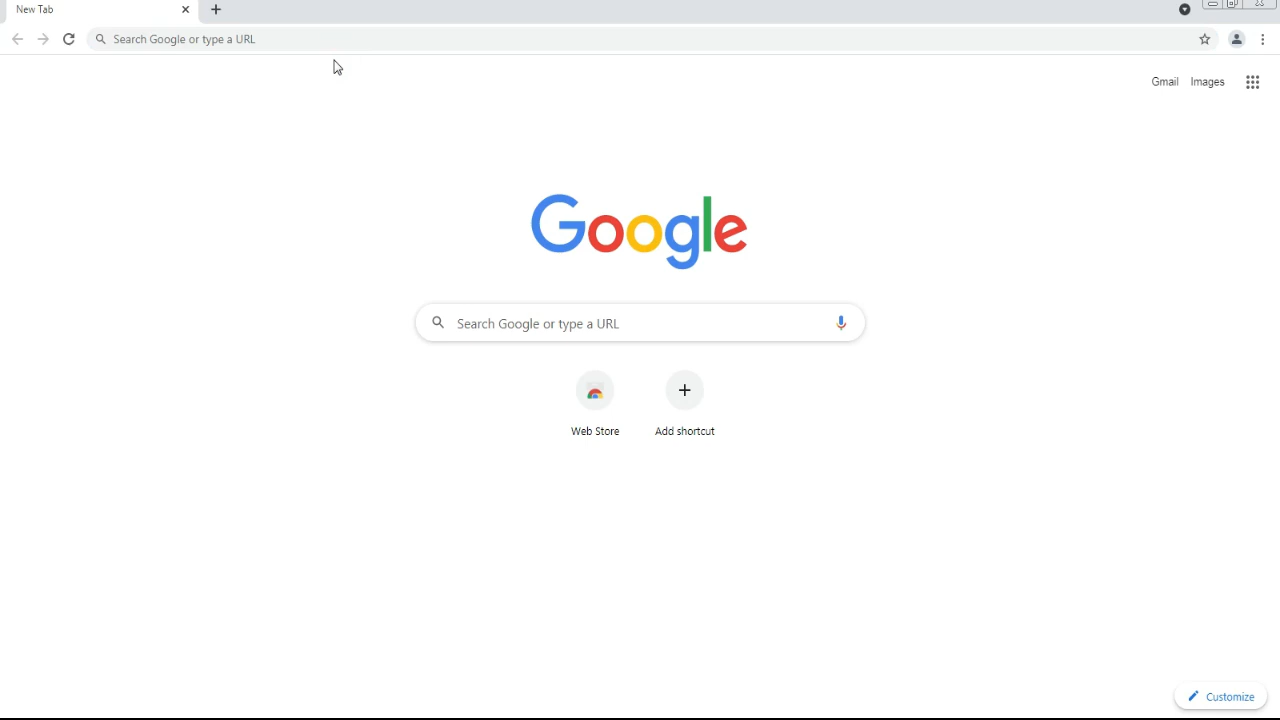 New Tab
Search Google or type a URL
Gmail Images
Google
Search Google or type a URL
Web Store Add shortcut
Customize